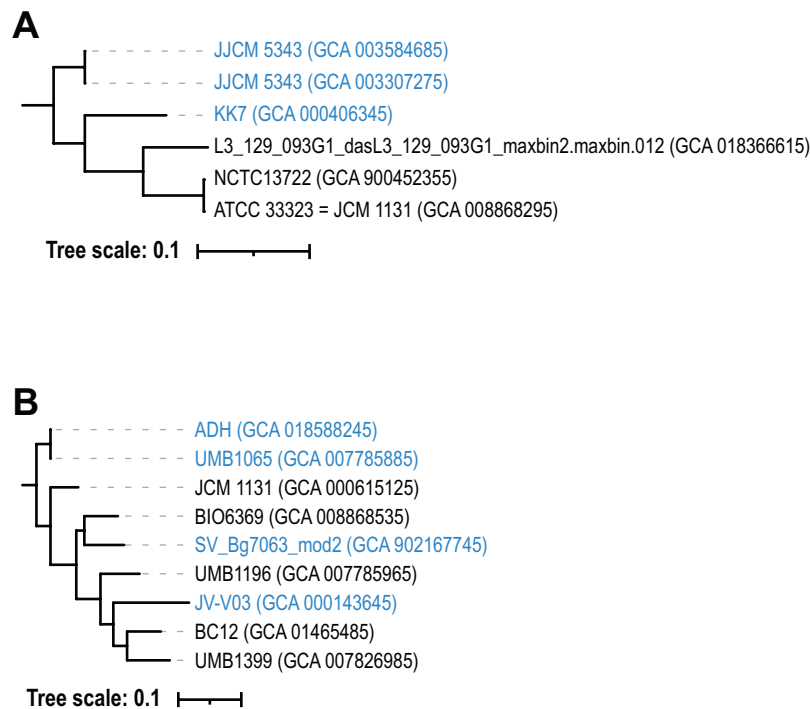 A
JJCM 5343 (GCA 003584685)
JJCM 5343 (GCA 003307275)
KK7 (GCA 000406345)
L3_129_093G1_dasL3_129_093G1_maxbin2.maxbin.012 (GCA 018366615)
NCTC13722 (GCA 900452355)
ATCC 33323 = JCM 1131 (GCA 008868295)
Tree scale: 0.1
B
ADH (GCA 018588245)
UMB1065 (GCA 007785885)
JCM 1131 (GCA 000615125)
BIO6369 (GCA 008868535)
SV_Bg7063_mod2 (GCA 902167745)
UMB1196 (GCA 007785965)
JV-V03 (GCA 000143645)
BC12 (GCA 01465485)
UMB1399 (GCA 007826985)
Tree scale: 0.1